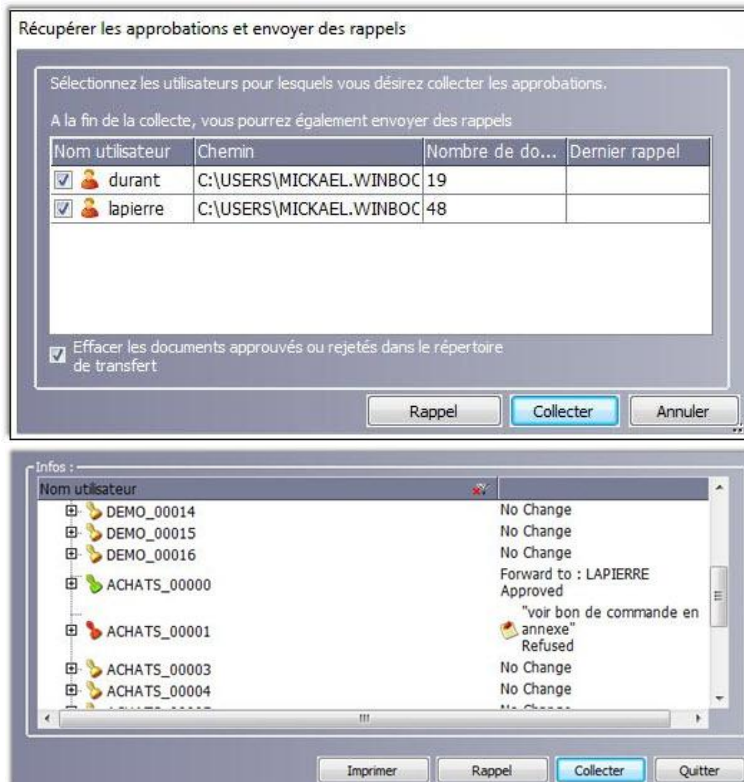 Récupérer les approbations et envoyer des rappels
Sélectionnez les utilisateurs pour lesquels vous désirez collecter les approbations.
A la fin de la collecte, vous pourrez également envoyer des rappels
Nom utilisateur Chemin Nombre de do... Dernier rappel
durant C:\USERS\MICKAEL.WINBOC 19
lapierre C:\USERS\MICKAEL.WINBOC 48
Effacer les documents approuvés ou rejetés dans le répertoire
de transfert
Rappel Collecter Annuler
Infos :
Nom utilisateur
DEMO_00014 No Change
DEMO_00015 No Change
DEMO_00016 No Change
Forward to : LAPIERRE
ACHATS_00000
Approved
"voir bon de commande en
ACHATS_00001 annexe"
Refused
ACHATS_00003 No Change
ACHATS_00004 No Change
Imprimer Rappel Collecter Quitter